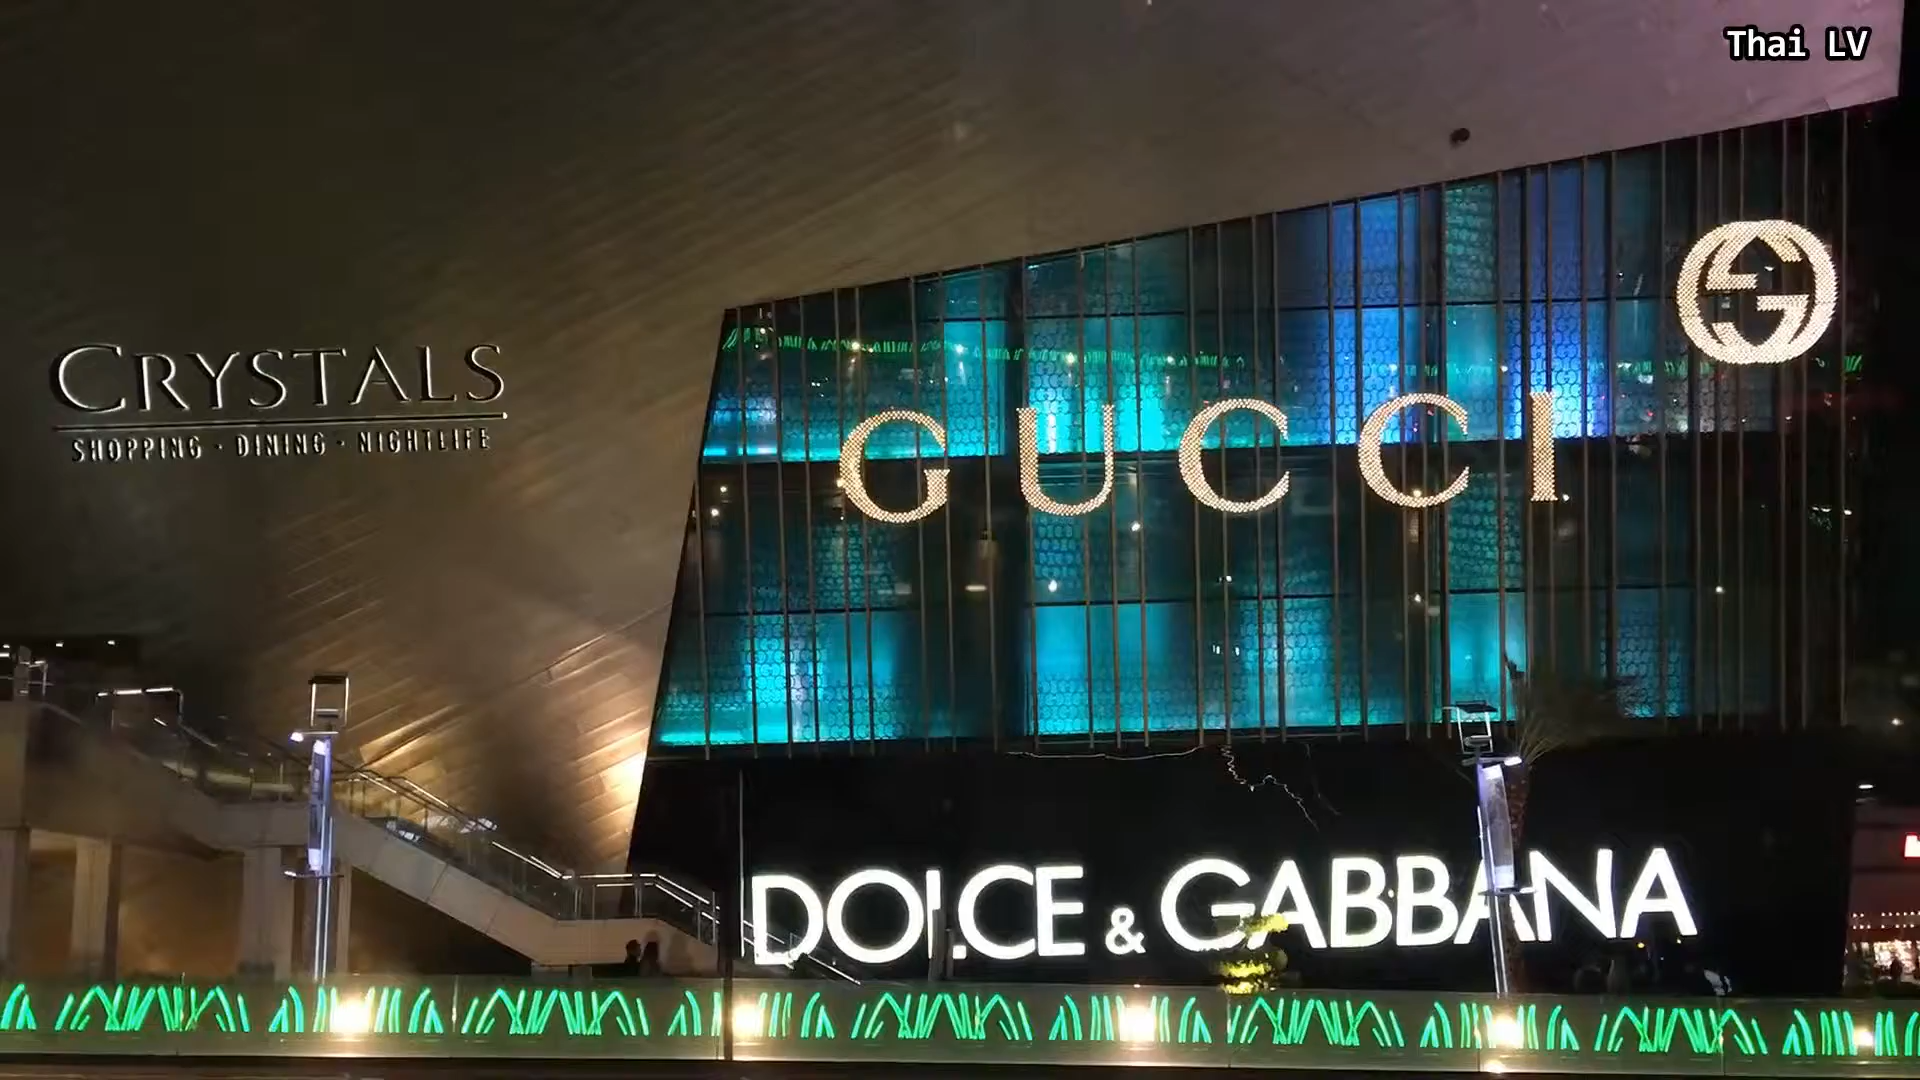 Thai LV
CRYSTALS
SHOPPING · DINING · NIGHTLIFE
GUCCI
DOLCE & GABBANA